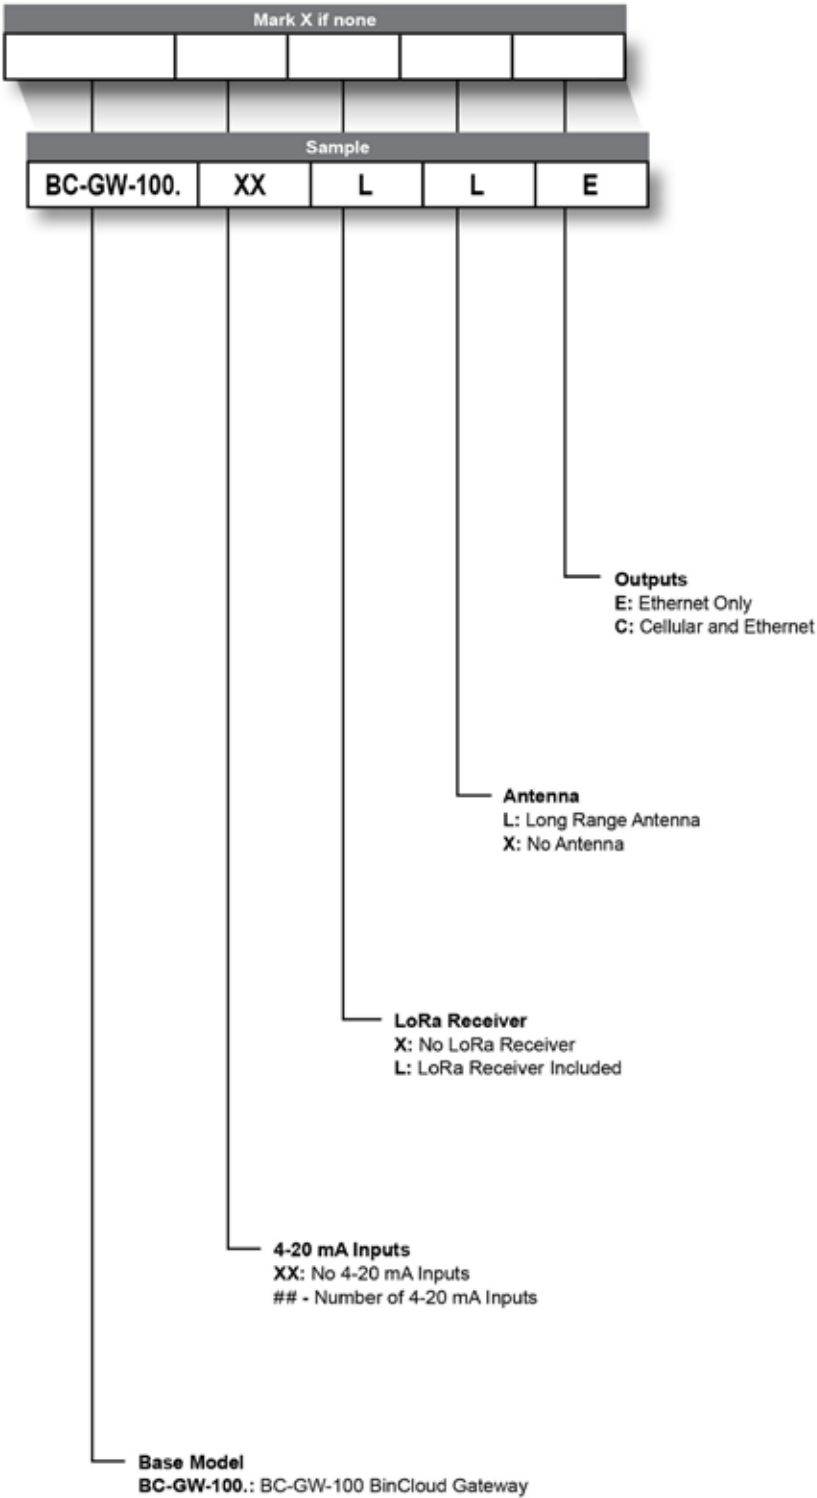 Mark X if none
Sample
BC-GW-100. XX L L E
Outputs
E: Ethernet Only
C: Cellular and Ethernet
Antenna
L: Long Range Antenna
X: No Antenna
LoRa Receiver
X: No LoRa Receiver
L: LoRa Receiver Included
4-20 mA Inputs
XX: No 4-20 mA Inputs
## - Number of 4-20 mA Inputs
Base Model
BC-GW-100.: BC-GW-100 BinCloud Gateway